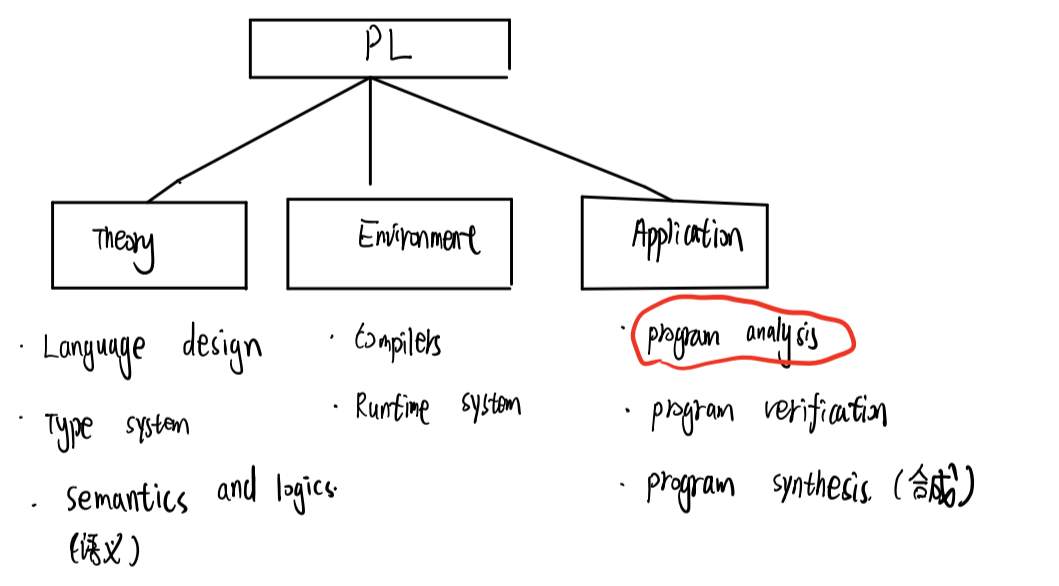 PL
Theory
Environment
Application
· Language design
· Type system
· Semantics and logics.
(语义)
· Compilers
· Runtime system
· program analysis
· program verification
· program synthesis. (合成)